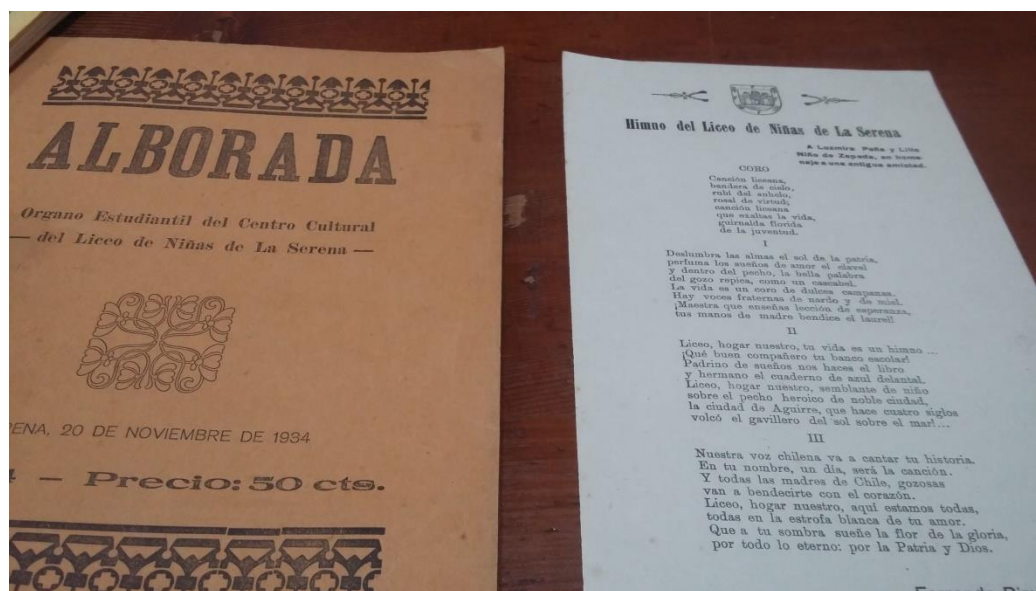 ALBORADA
Organo Estudiantil del Centro Cultural
— del Liceo de Niñas de La Serena —
ENA, 20 DE NOVIEMBRE DE 1934
— Precio: 50 cts.
Himno del Liceo de Niñas de La Serena
A Luzmira Peña y Lilia
Niño de Zepeda, en home-
naje a una antigua amistad.
CORO
Canción liceana,
bandera de cielo,
rubí del anhelo,
rosal de virtud;
canción liceana
que exaltas la vida,
guirnalda florida
de la juventud.
I
Deslumbra las almas el sol de la patria,
perfuma los sueños de amor el clavel
y dentro del pecho, la bella palabra
del gozo repica, como un cascabel.
La vida es un coro de dulces campanas.
Hay voces fraternas de nardo y de miel.
¡Maestra que enseñas lección de esperanza,
tus manos de madre bendice el laurel!
II
Liceo, hogar nuestro, tu vida es un himno ...
¡Qué buen compañero tu banco escolar!
Padrino de sueños nos haces el libro
y hermano el cuaderno de azul delantal.
Liceo, hogar nuestro, semblante de niño
sobre el pecho heroico de noble ciudad,
la ciudad de Aguirre, que hace cuatro siglos
volcó el gavillero del sol sobre el mar!...
III
Nuestra voz chilena va a cantar tu historia.
En tu nombre, un día, será la canción.
Y todas las madres de Chile, gozosas
van a bendecirte con el corazón.
Liceo, hogar nuestro, aquí estamos todas,
todas en la estrofa blanca de tu amor.
Que a tu sombra sueñe la flor de la gloria,
por todo lo eterno: por la Patria y Dios.